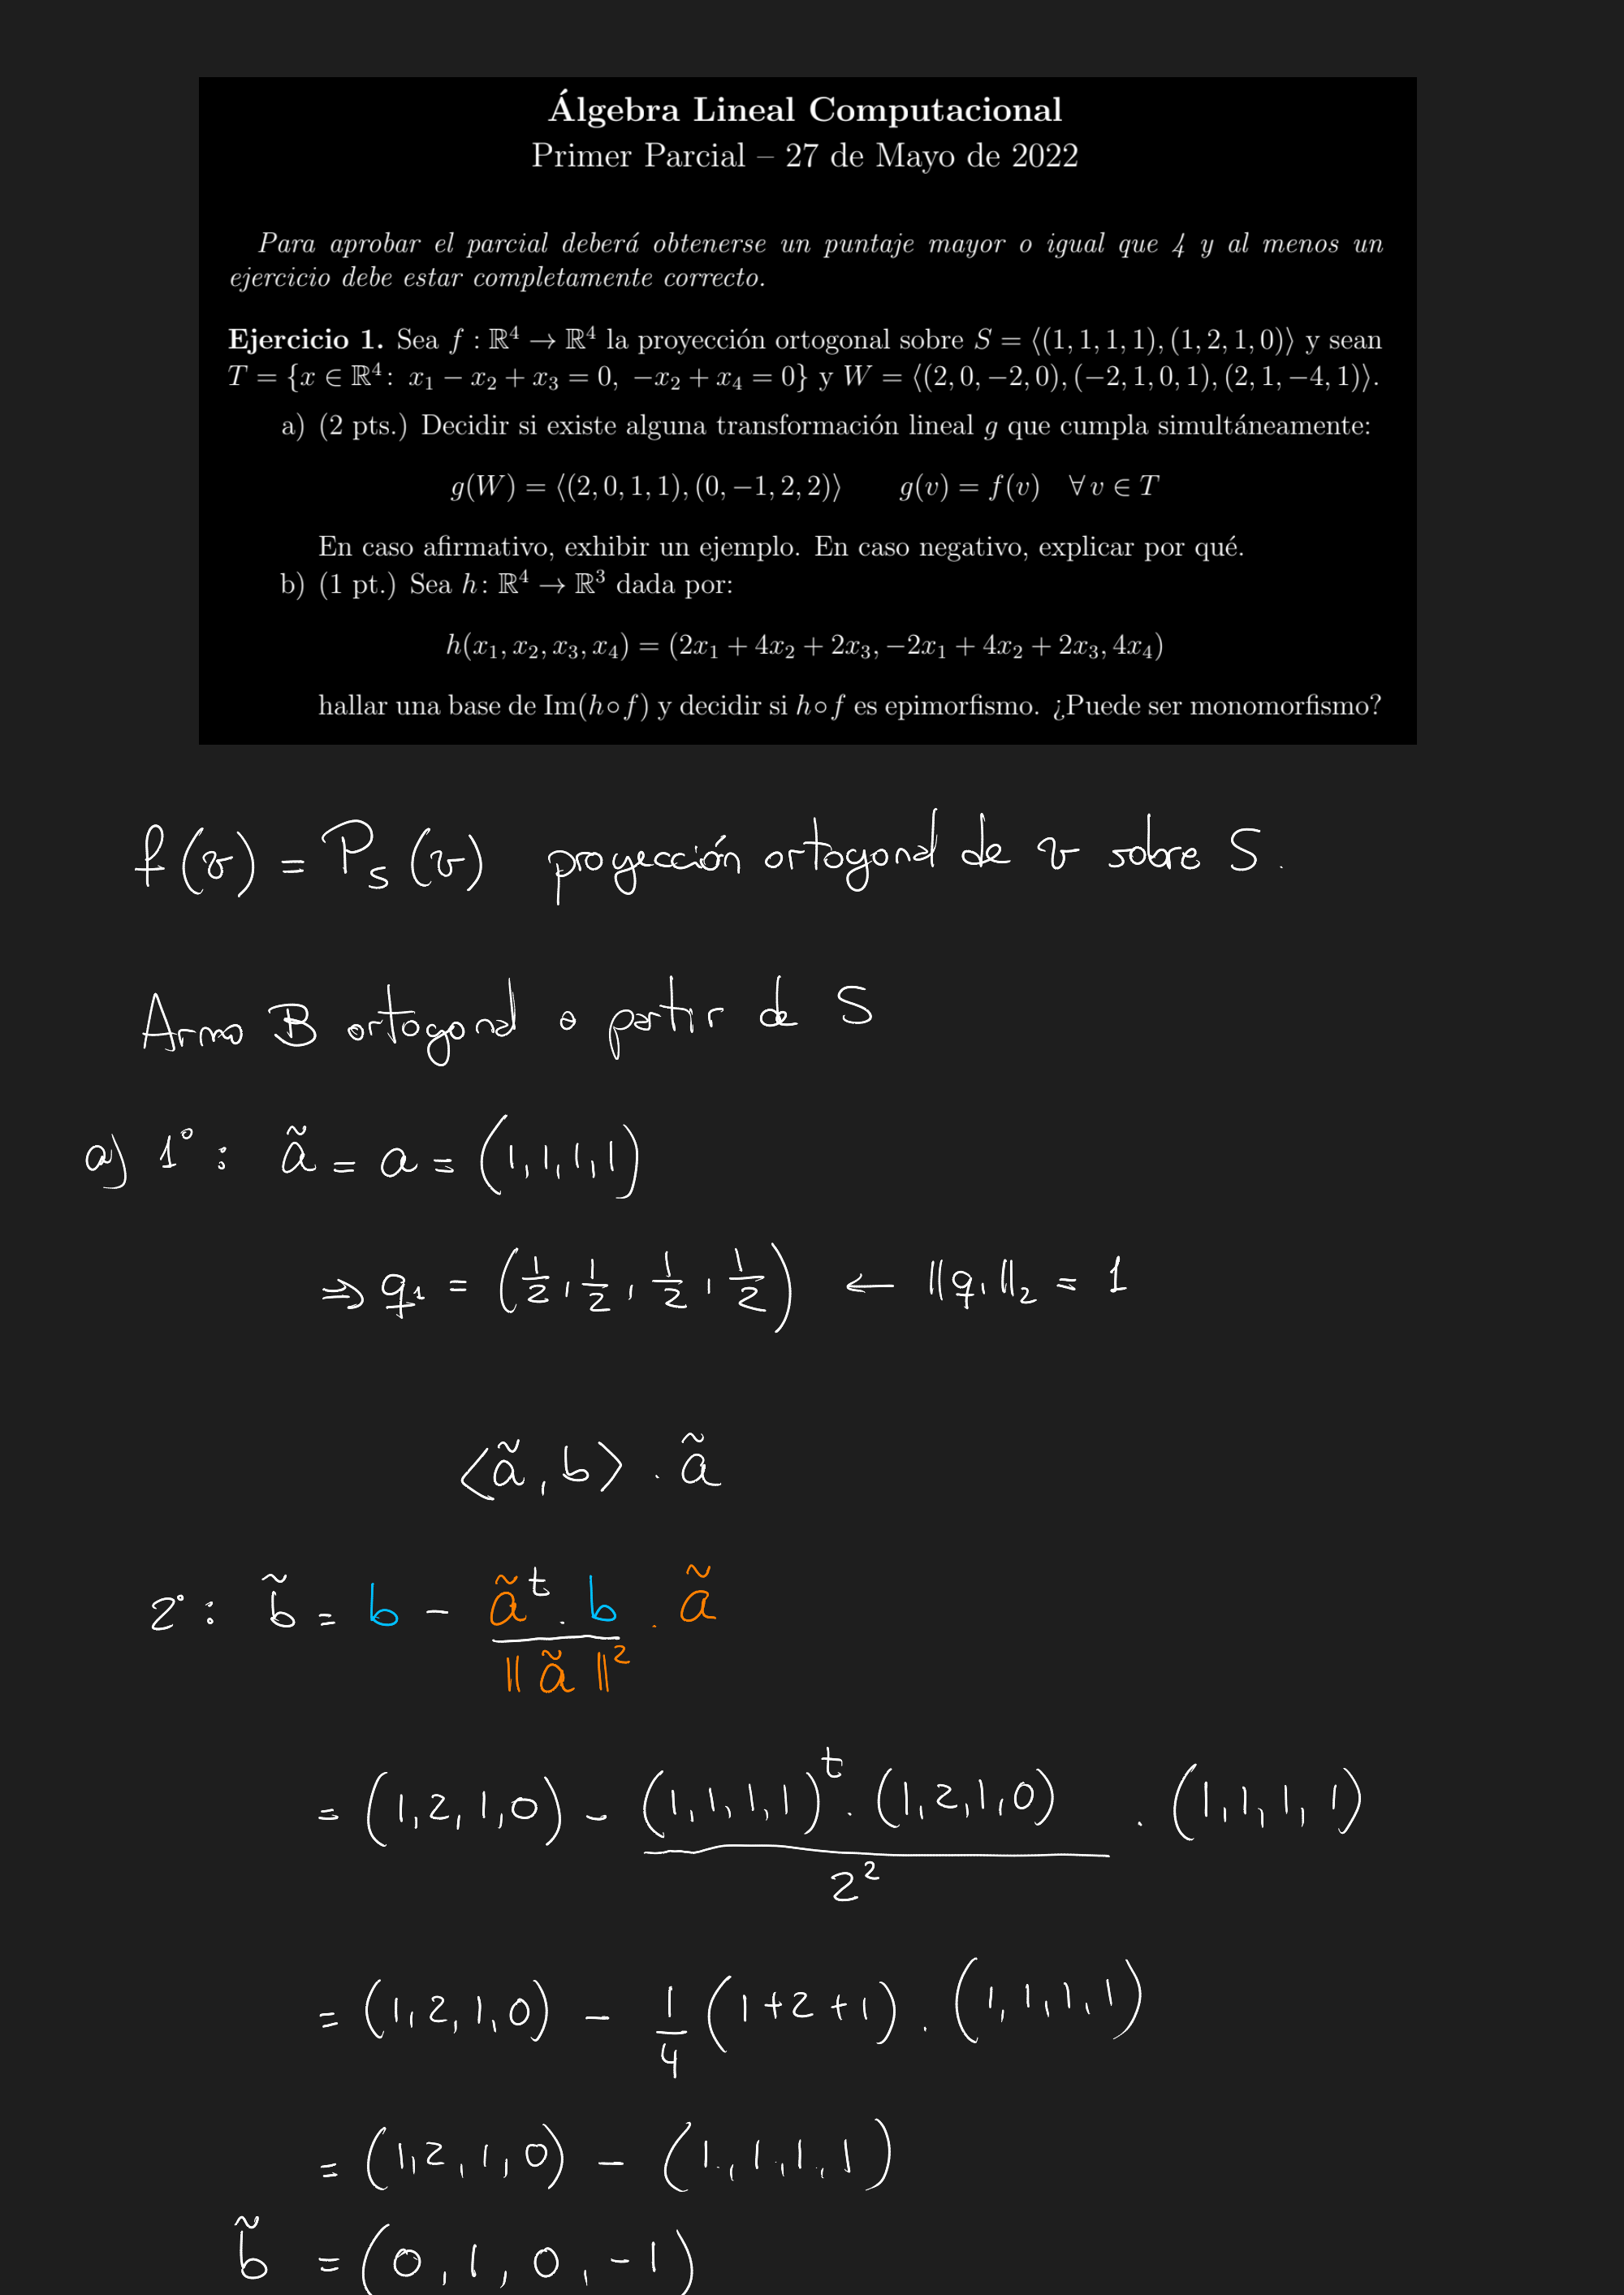 Álgebra Lineal Computacional
Primer Parcial – 27 de Mayo de 2022
Para aprobar el parcial deberá obtenerse un puntaje mayor o igual que 4 y al menos un
ejercicio debe estar completamente correcto.
Ejercicio 1. Sea f : ℝ⁴ → ℝ⁴ la proyección ortogonal sobre S = ⟨(1, 1, 1, 1), (1, 2, 1, 0)⟩ y sean
T = {x ∈ ℝ⁴: x₁ − x₂ + x₃ = 0, −x₂ + x₄ = 0} y W = ⟨(2, 0, −2, 0), (−2, 1, 0, 1), (2, 1, −4, 1)⟩.
a) (2 pts.) Decidir si existe alguna transformación lineal g que cumpla simultáneamente:
g(W) = ⟨(2, 0, 1, 1), (0, −1, 2, 2)⟩ g(v) = f(v) ∀ v ∈ T
En caso afirmativo, exhibir un ejemplo. En caso negativo, explicar por qué.
b) (1 pt.) Sea h: ℝ⁴ → ℝ³ dada por:
h(x₁, x₂, x₃, x₄) = (2x₁ + 4x₂ + 2x₃, −2x₁ + 4x₂ + 2x₃, 4x₄)
hallar una base de Im(h∘f) y decidir si h∘f es epimorfismo. ¿Puede ser monomorfismo?
f(v) = P_S(v) proyección ortogonal de v sobre S.
Armo B ortogonal a partir de S
a) 1°: ã = a = (1,1,1,1)
⇒ q₁ = (1/2, 1/2, 1/2, 1/2) ← ||q₁||₂ = 1
⟨ã, b⟩ . ã
2°: b̃ = b − ãᵗ . b / ||ã||² . ã
= (1,2,1,0) − (1,1,1,1)ᵗ . (1,2,1,0) / 2² . (1,1,1,1)
= (1,2,1,0) − 1/4 (1+2+1) . (1,1,1,1)
= (1,2,1,0) − (1,1,1,1)
b̃ = (0,1,0,−1)